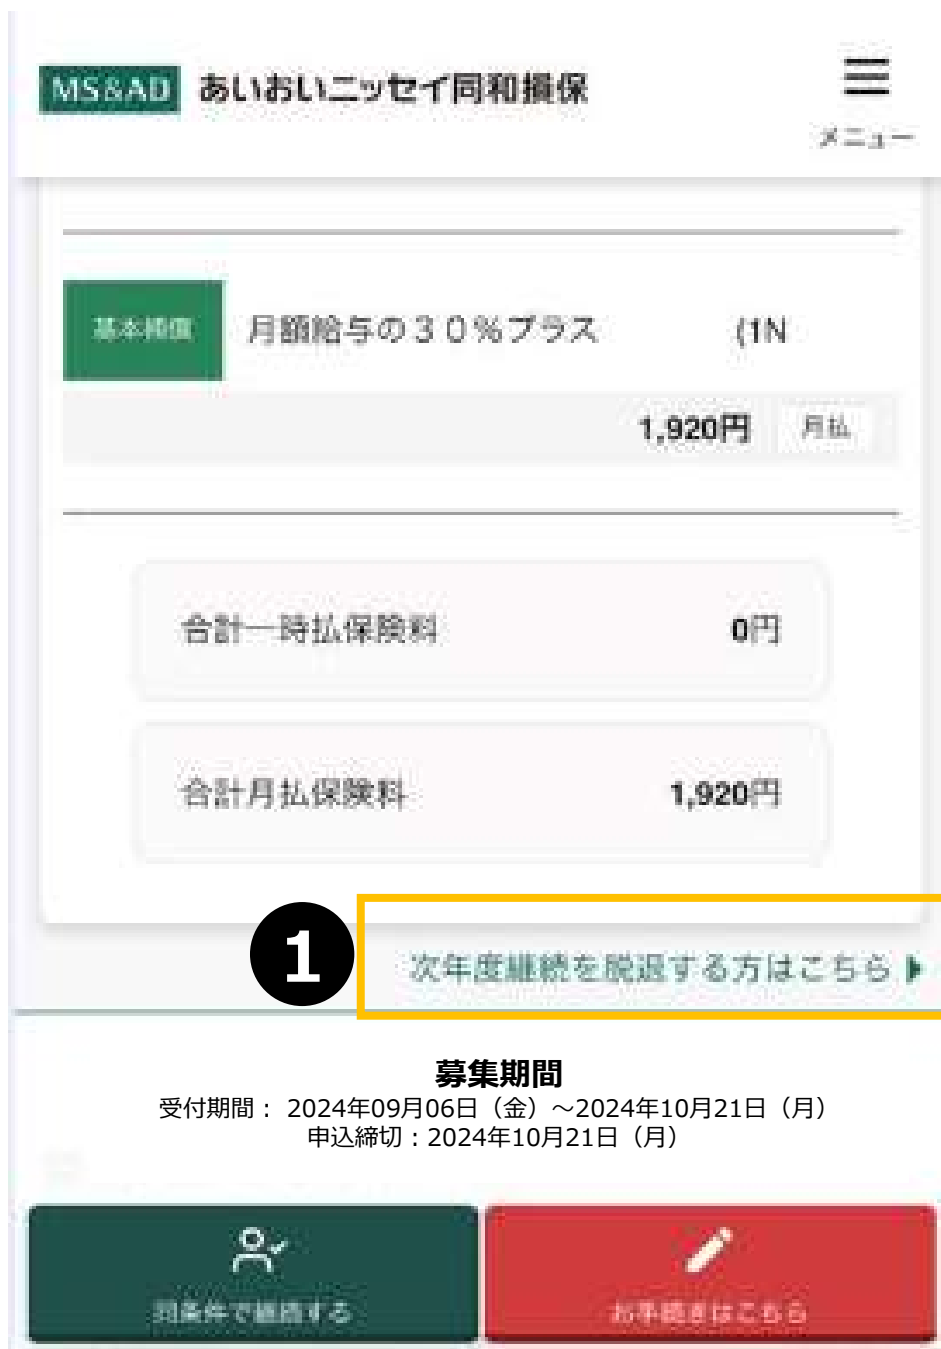 MS&AD あいおいニッセイ同和損保
メニュー
基本補償 月額給与の３０％プラス (1N
1,920円 月払
合計一時払保険料 0円
合計月払保険料 1,920円
1 次年度継続を脱退する方はこちら ▶
募集期間
受付期間： 2024年09月06日（金）～2024年10月21日（月）
申込締切：2024年10月21日（月）
同条件で継続する お手続きはこちら